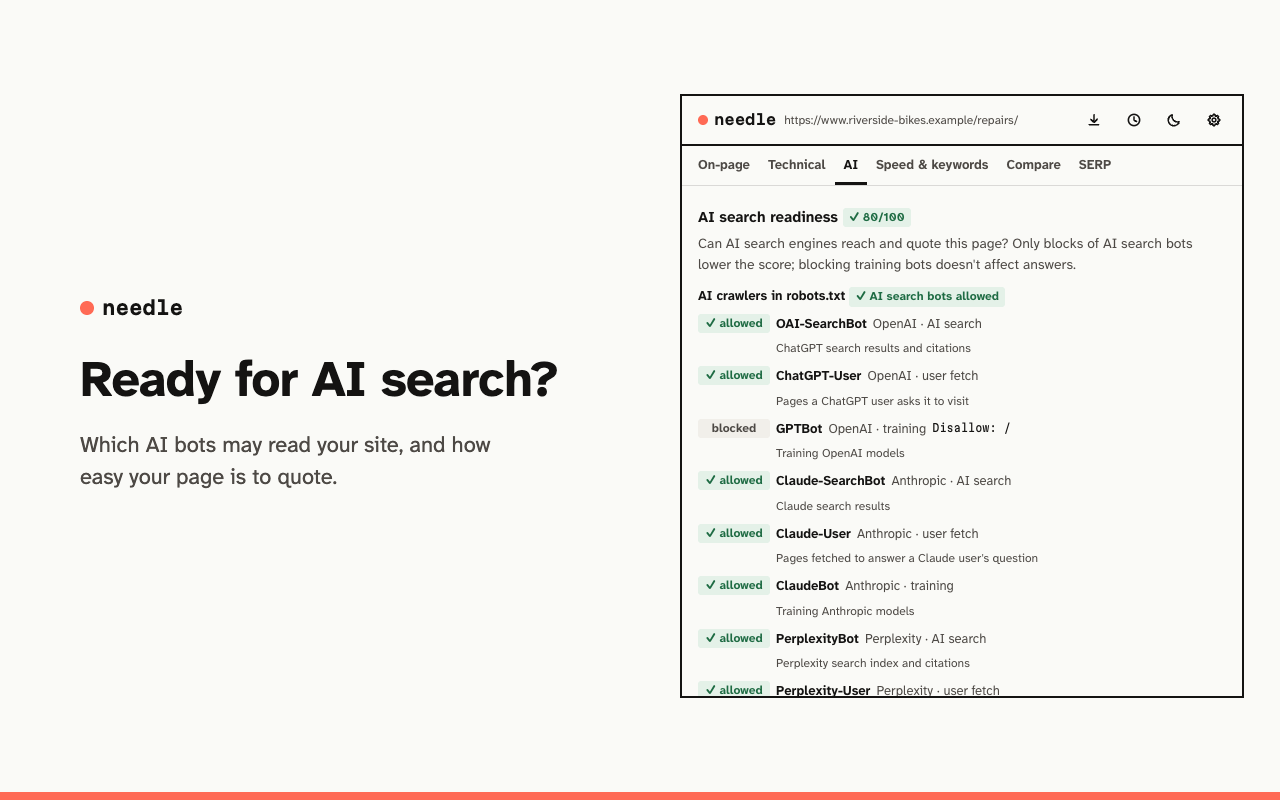 needle
Ready for AI search?
Which AI bots may read your site, and how
easy your page is to quote.
needle https://www.riverside-bikes.example/repairs/
On-page Technical AI Speed & keywords Compare SERP
AI search readiness ✓ 80/100
Can AI search engines reach and quote this page? Only blocks of AI search bots
lower the score; blocking training bots doesn't affect answers.
AI crawlers in robots.txt ✓ AI search bots allowed
✓ allowed OAI-SearchBot OpenAI · AI search
ChatGPT search results and citations
✓ allowed ChatGPT-User OpenAI · user fetch
Pages a ChatGPT user asks it to visit
blocked GPTBot OpenAI · training Disallow: /
Training OpenAI models
✓ allowed Claude-SearchBot Anthropic · AI search
Claude search results
✓ allowed Claude-User Anthropic · user fetch
Pages fetched to answer a Claude user's question
✓ allowed ClaudeBot Anthropic · training
Training Anthropic models
✓ allowed PerplexityBot Perplexity · AI search
Perplexity search index and citations
✓ allowed Perplexity-User Perplexity · user fetch